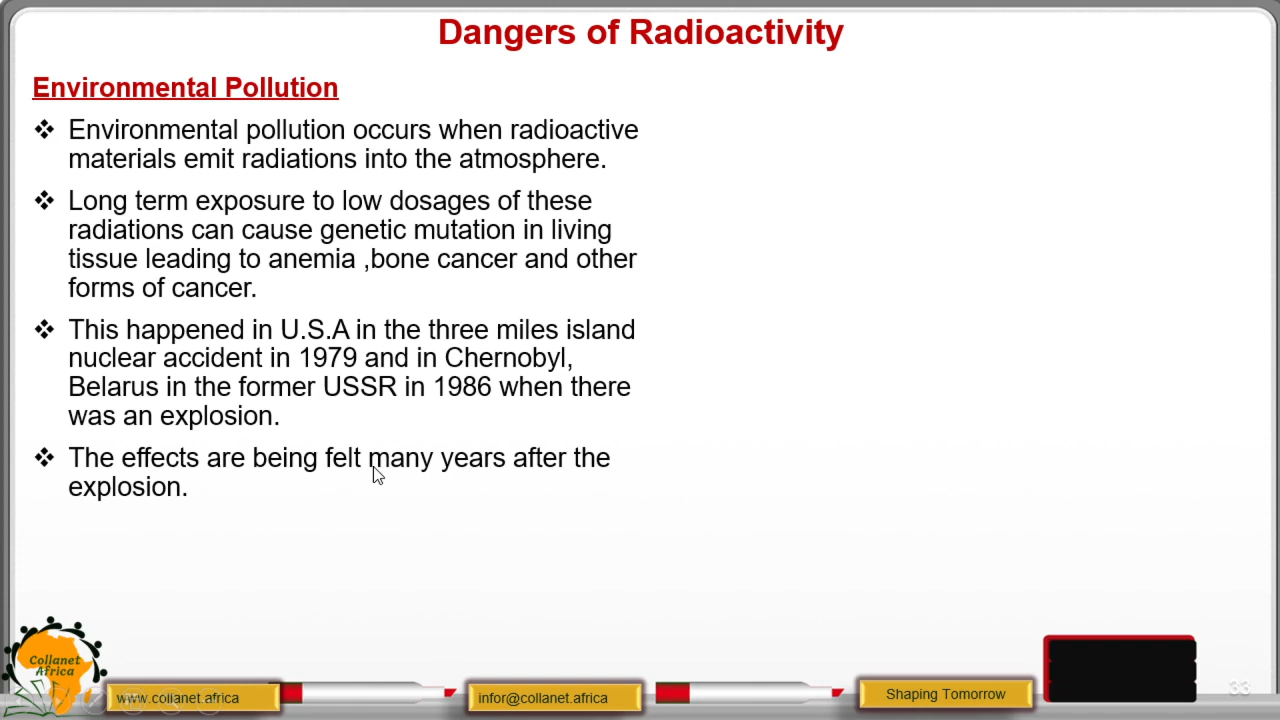 Dangers of Radioactivity
Environmental Pollution
❖ Environmental pollution occurs when radioactive
materials emit radiations into the atmosphere.
❖ Long term exposure to low dosages of these
radiations can cause genetic mutation in living
tissue leading to anemia ,bone cancer and other
forms of cancer.
❖ This happened in U.S.A in the three miles island
nuclear accident in 1979 and in Chernobyl,
Belarus in the former USSR in 1986 when there
was an explosion.
❖ The effects are being felt many years after the
explosion.
Collanet
Africa
www.collanet.africa
infor@collanet.africa
Shaping Tomorrow
33